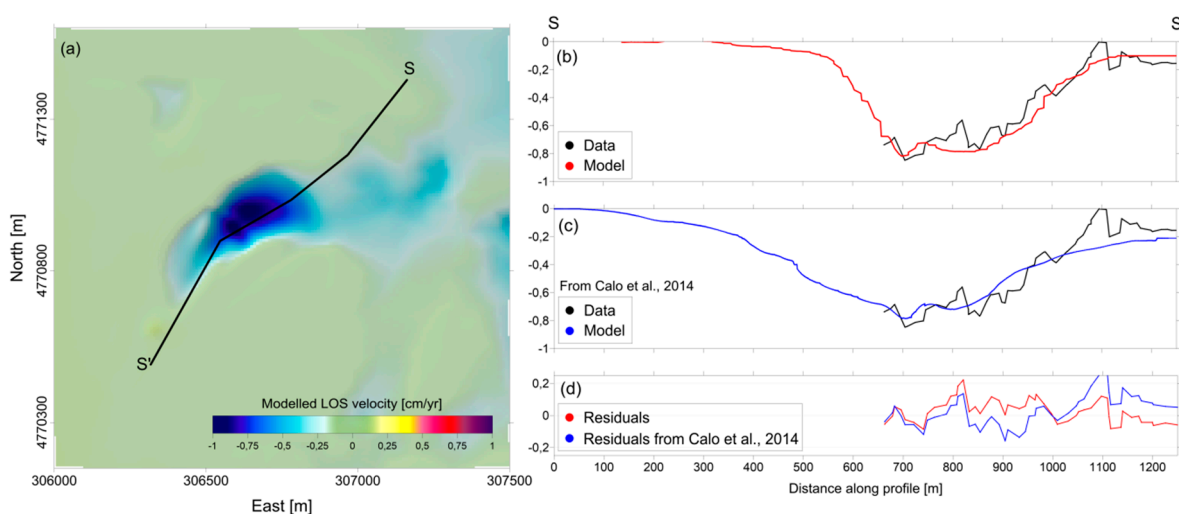 (a)
S
S'
Modelled LOS velocity [cm/yr]
-1 -0,75 -0,5 -0,25 0 0,25 0,5 0,75 1
4771300
4770800
4770300
North [m]
306000 306500 307000 307500
East [m]
S S
(b)
0
-0,2
-0,4
-0,6
-0,8
-1
Data
Model
(c)
0
-0,2
-0,4
-0,6
-0,8
-1
From Calo et al., 2014
Data
Model
(d)
0,2
0
-0,2
Residuals
Residuals from Calo et al., 2014
0 100 200 300 400 500 600 700 800 900 1000 1100 1200
Distance along profile [m]